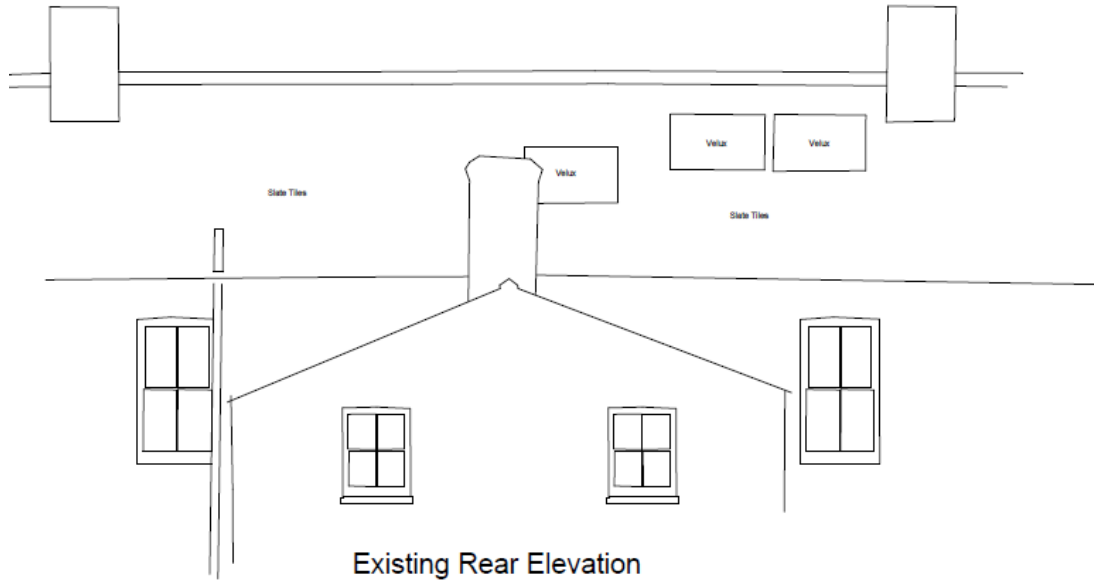 Velux
Velux
Velux
Slate Tiles
Slate Tiles
Existing Rear Elevation